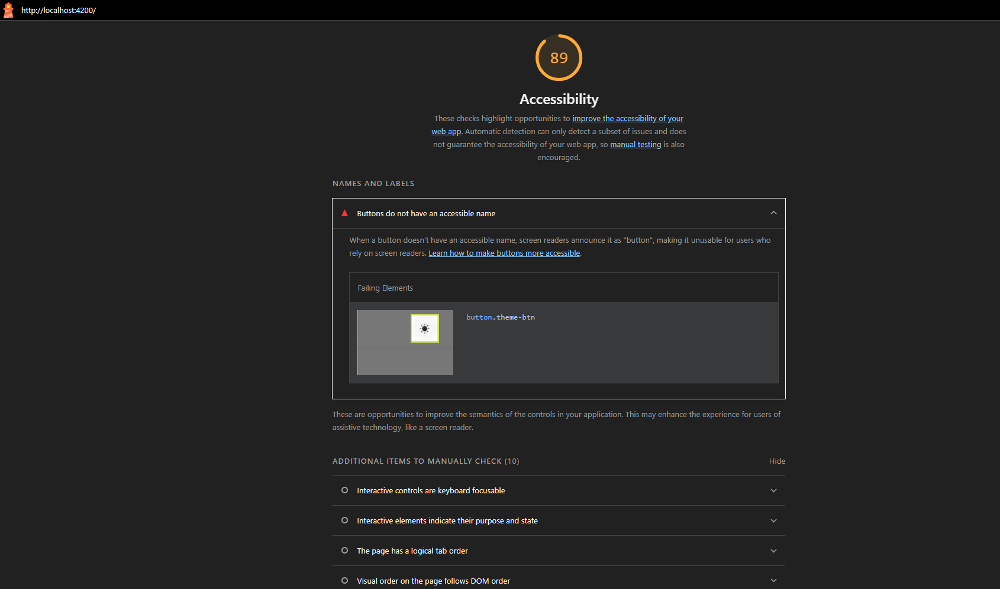 http://localhost:4200/
89
Accessibility
These checks highlight opportunities to improve the accessibility of your
web app. Automatic detection can only detect a subset of issues and does
not guarantee the accessibility of your web app, so manual testing is also
encouraged.
NAMES AND LABELS
Buttons do not have an accessible name
When a button doesn't have an accessible name, screen readers announce it as "button", making it unusable for users who
rely on screen readers. Learn how to make buttons more accessible.
Failing Elements
button.theme-btn
These are opportunities to improve the semantics of the controls in your application. This may enhance the experience for users of
assistive technology, like a screen reader.
ADDITIONAL ITEMS TO MANUALLY CHECK (10)
Hide
Interactive controls are keyboard focusable
Interactive elements indicate their purpose and state
The page has a logical tab order
Visual order on the page follows DOM order